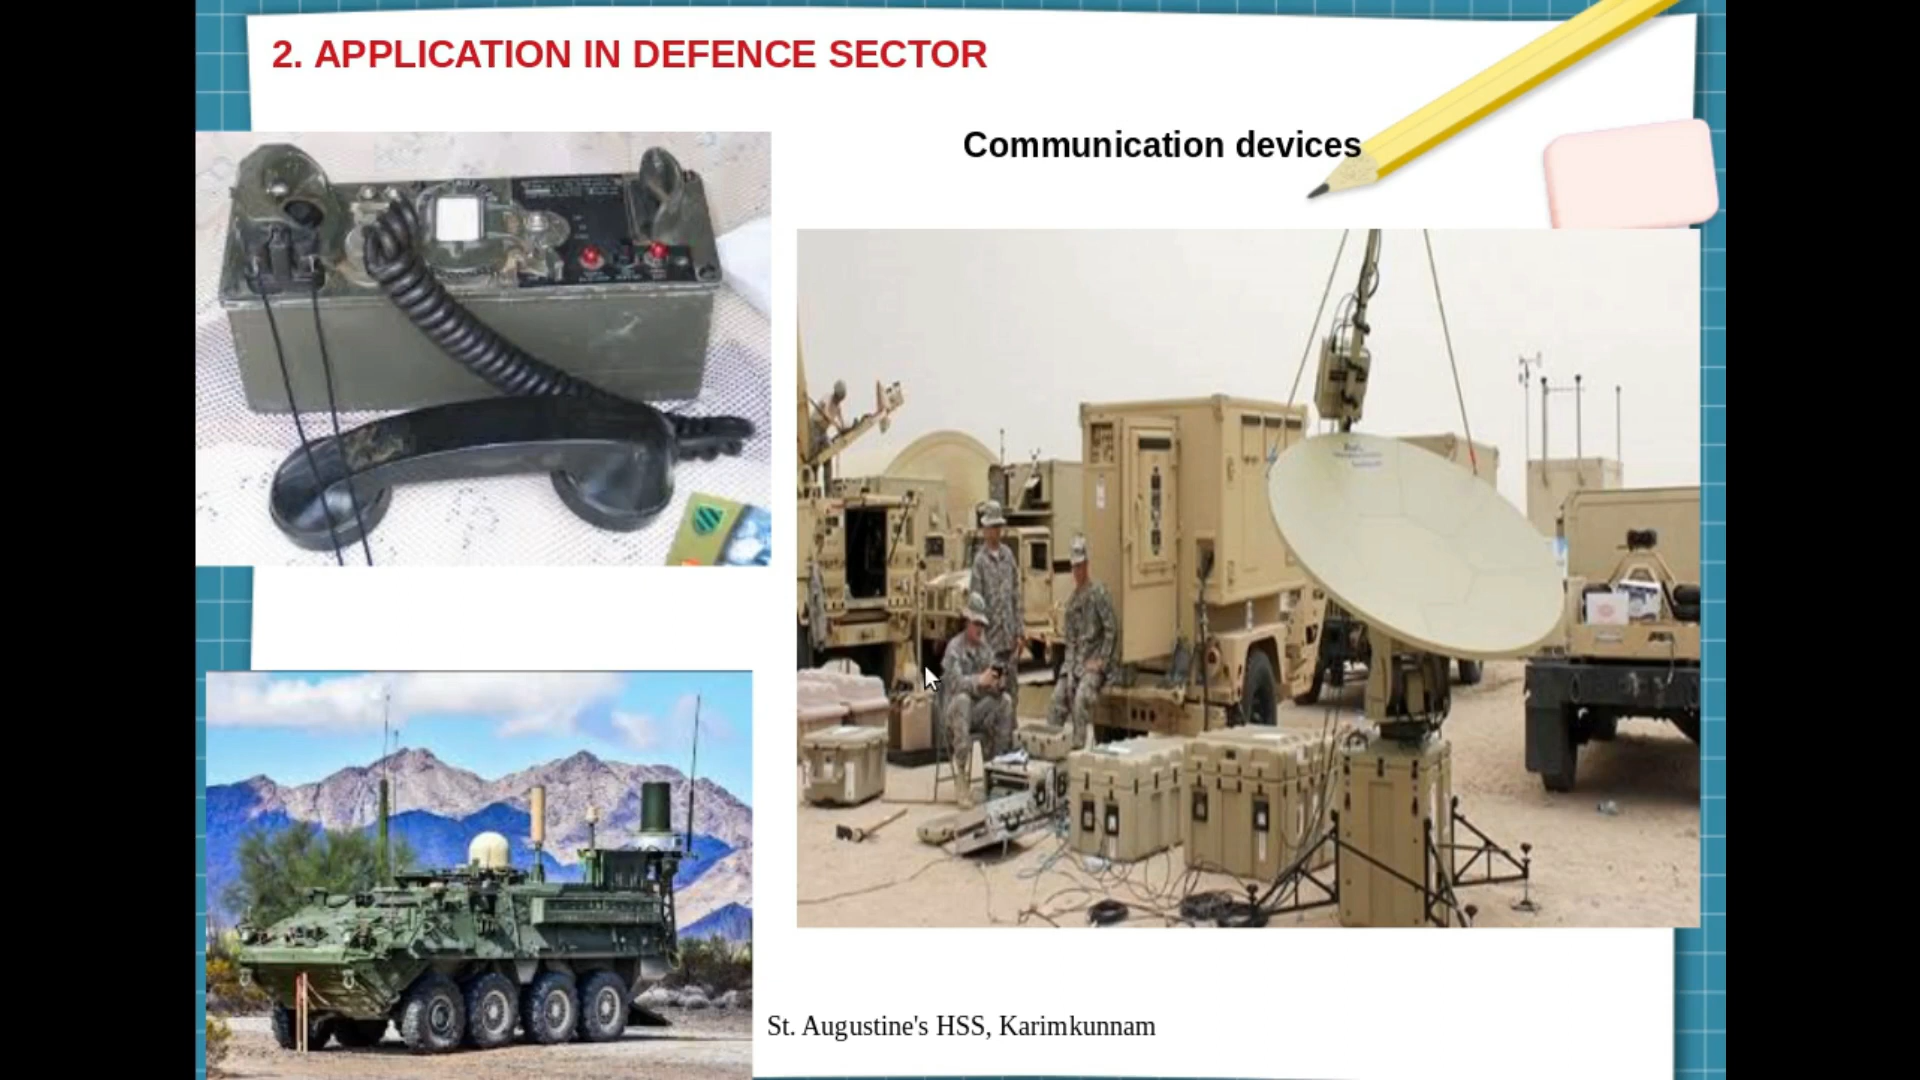 2. APPLICATION IN DEFENCE SECTOR
Communication devices
St. Augustine's HSS, Karimkunnam